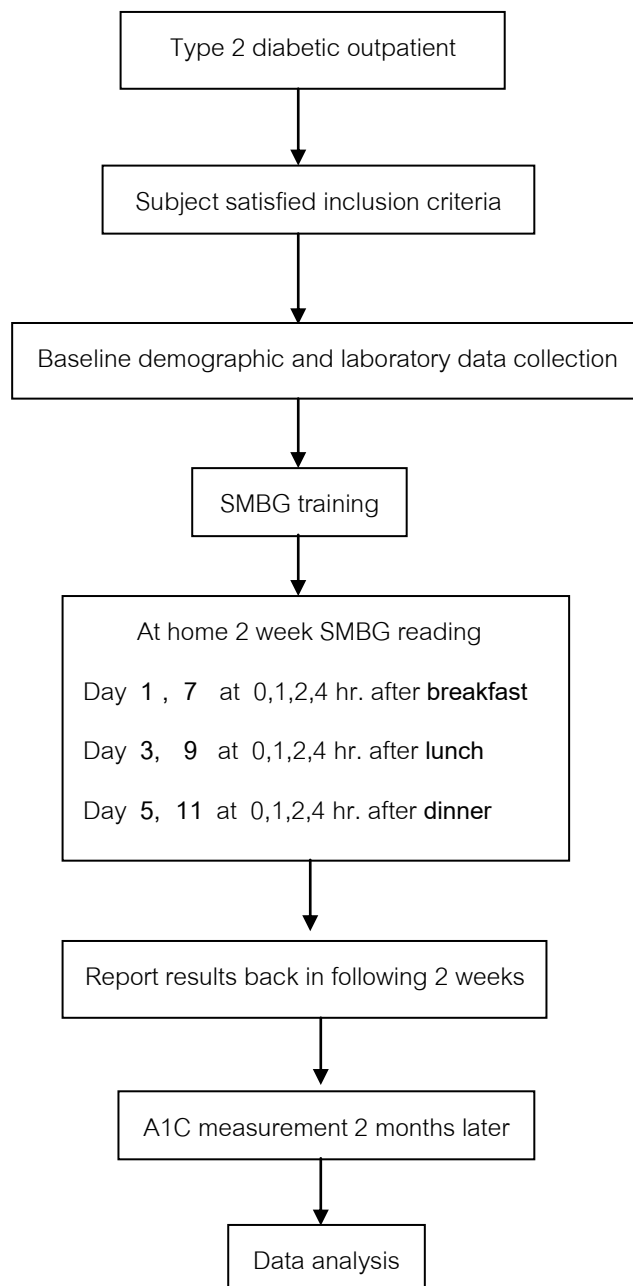 Type 2 diabetic outpatient
Subject satisfied inclusion criteria
Baseline demographic and laboratory data collection
SMBG training
At home 2 week SMBG reading
Day 1 , 7 at 0,1,2,4 hr. after breakfast
Day 3, 9 at 0,1,2,4 hr. after lunch
Day 5, 11 at 0,1,2,4 hr. after dinner
Report results back in following 2 weeks
A1C measurement 2 months later
Data analysis